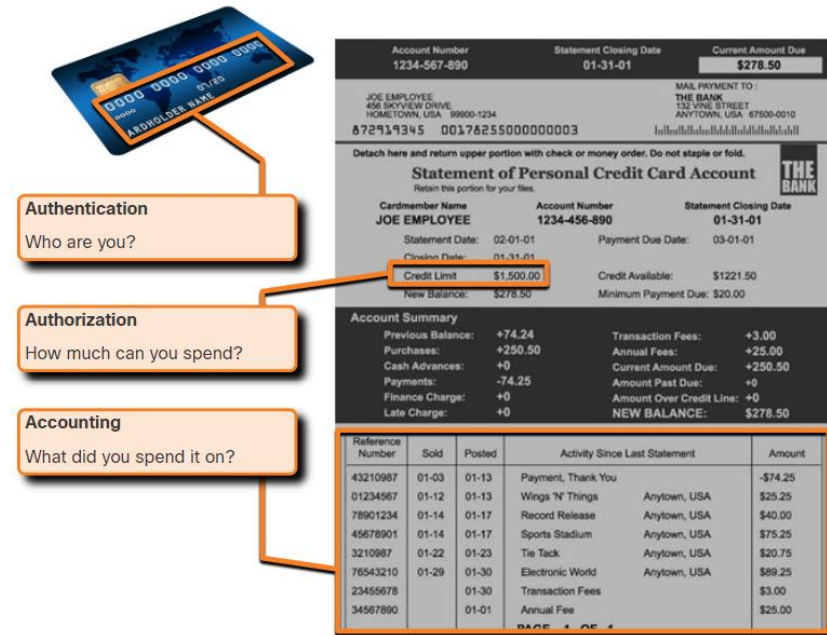 0000 0000 0000 0000
0000
01/20
ARDHOLDER NAME
Authentication
Who are you?
Authorization
How much can you spend?
Accounting
What did you spend it on?
Account Number Statement Closing Date Current Amount Due
1234-567-890 01-31-01 $278.50
JOE EMPLOYEE
456 SKYVIEW DRIVE
HOMETOWN, USA 99900-1234
MAIL PAYMENT TO :
THE BANK
132 VINE STREET
ANYTOWN, USA 67500-0010
872919345 00178255000000003
Detach here and return upper portion with check or money order. Do not staple or fold.
Statement of Personal Credit Card Account
Retain this portion for your files.
THE
BANK
Cardmember Name Account Number Statement Closing Date
JOE EMPLOYEE 1234-456-890 01-31-01
Statement Date: 02-01-01 Payment Due Date: 03-01-01
Closing Date: 01-31-01
Credit Limit $1,500.00 Credit Available: $1221.50
New Balance: $278.50 Minimum Payment Due: $20.00
Account Summary
Previous Balance: +74.24 Transaction Fees: +3.00
Purchases: +250.50 Annual Fees: +25.00
Cash Advances: +0 Current Amount Due: +250.50
Payments: -74.25 Amount Past Due: +0
Finance Charge: +0 Amount Over Credit Line: +0
Late Charge: +0 NEW BALANCE: $278.50
Reference
Number Sold Posted Activity Since Last Statement Amount
43210987 01-03 01-13 Payment, Thank You -$74.25
01234567 01-12 01-13 Wings 'N' Things Anytown, USA $25.25
78901234 01-14 01-17 Record Release Anytown, USA $40.00
45678901 01-14 01-17 Sports Stadium Anytown, USA $75.25
3210987 01-22 01-23 Tie Tack Anytown, USA $20.75
76543210 01-29 01-30 Electronic World Anytown, USA $89.25
23455678 01-30 Transaction Fees $3.00
34567890 01-01 Annual Fee $25.00
PAGE 1 OF 1